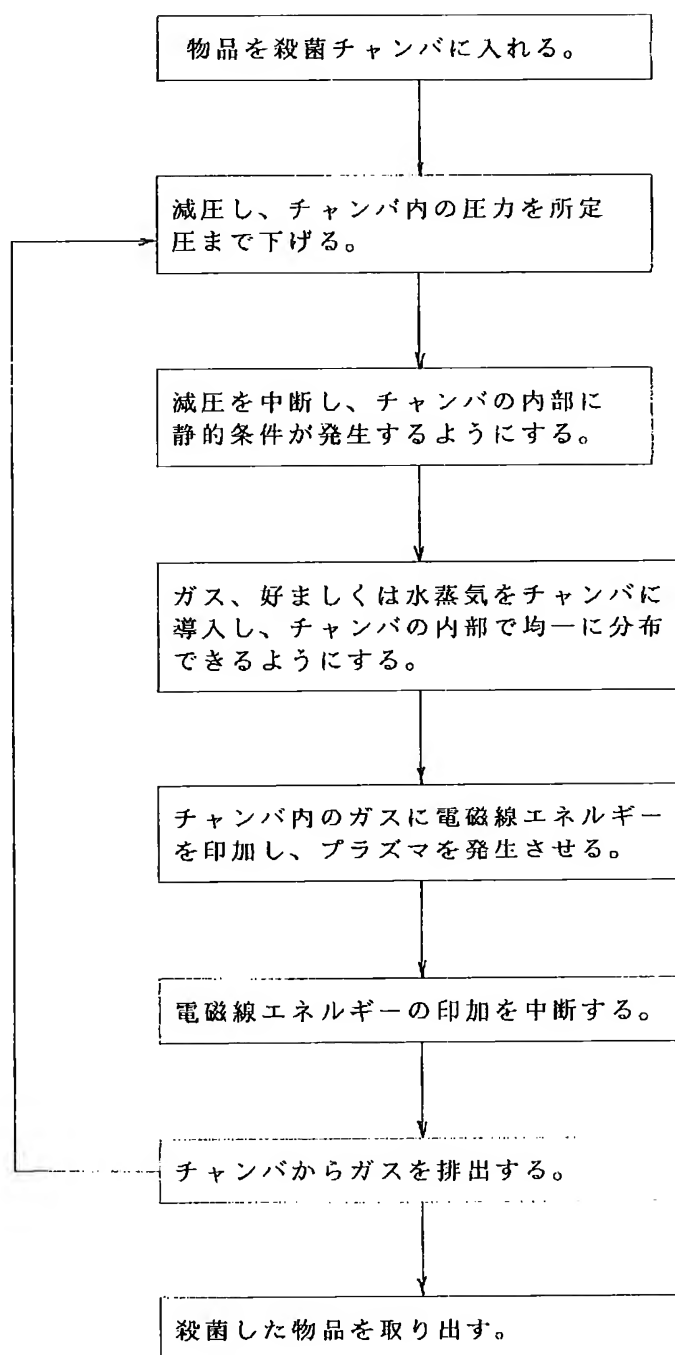 物品を殺菌チャンバに入れる。
減圧し、チャンバ内の圧力を所定
圧まで下げる。
減圧を中断し、チャンバの内部に
静的条件が発生するようにする。
ガス、好ましくは水蒸気をチャンバに
導入し、チャンバの内部で均一に分布
できるようにする。
チャンバ内のガスに電磁線エネルギー
を印加し、プラズマを発生させる。
電磁線エネルギーの印加を中断する。
チャンバからガスを排出する。
殺菌した物品を取り出す。